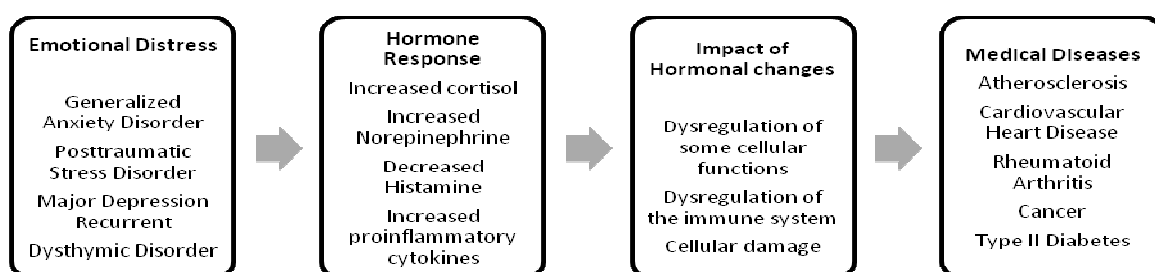 Emotional Distress
Generalized
Anxiety Disorder
Posttraumatic
Stress Disorder
Major Depression
Recurrent
Dysthymic Disorder
Hormone
Response
Increased cortisol
Increased
Norepinephrine
Decreased
Histamine
Increased
proinflammatory
cytokines
Impact of
Hormonal changes
Dysregulation of
some cellular
functions
Dysregulation of
the immune system
Cellular damage
Medical Diseases
Atherosclerosis
Cardiovascular
Heart Disease
Rheumatoid
Arthritis
Cancer
Type II Diabetes